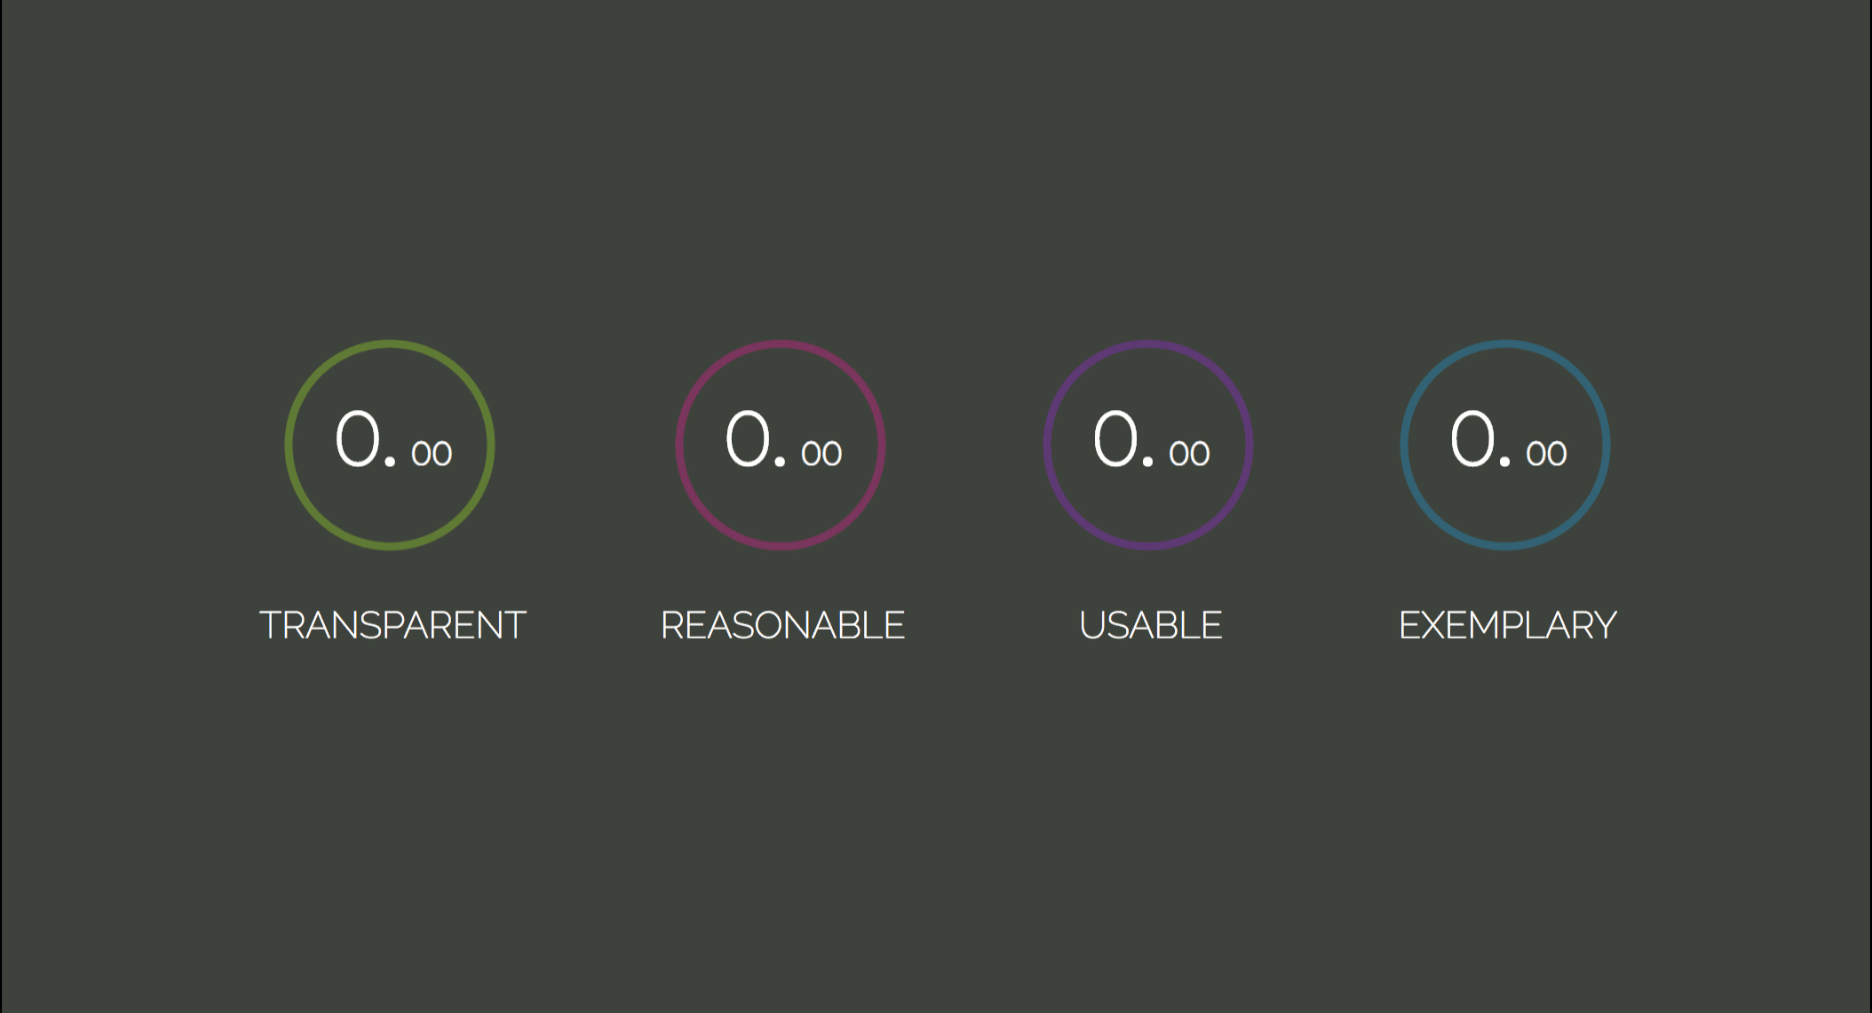 0. 00 0. 00 0. 00 0. 00
TRANSPARENT REASONABLE USABLE EXEMPLARY